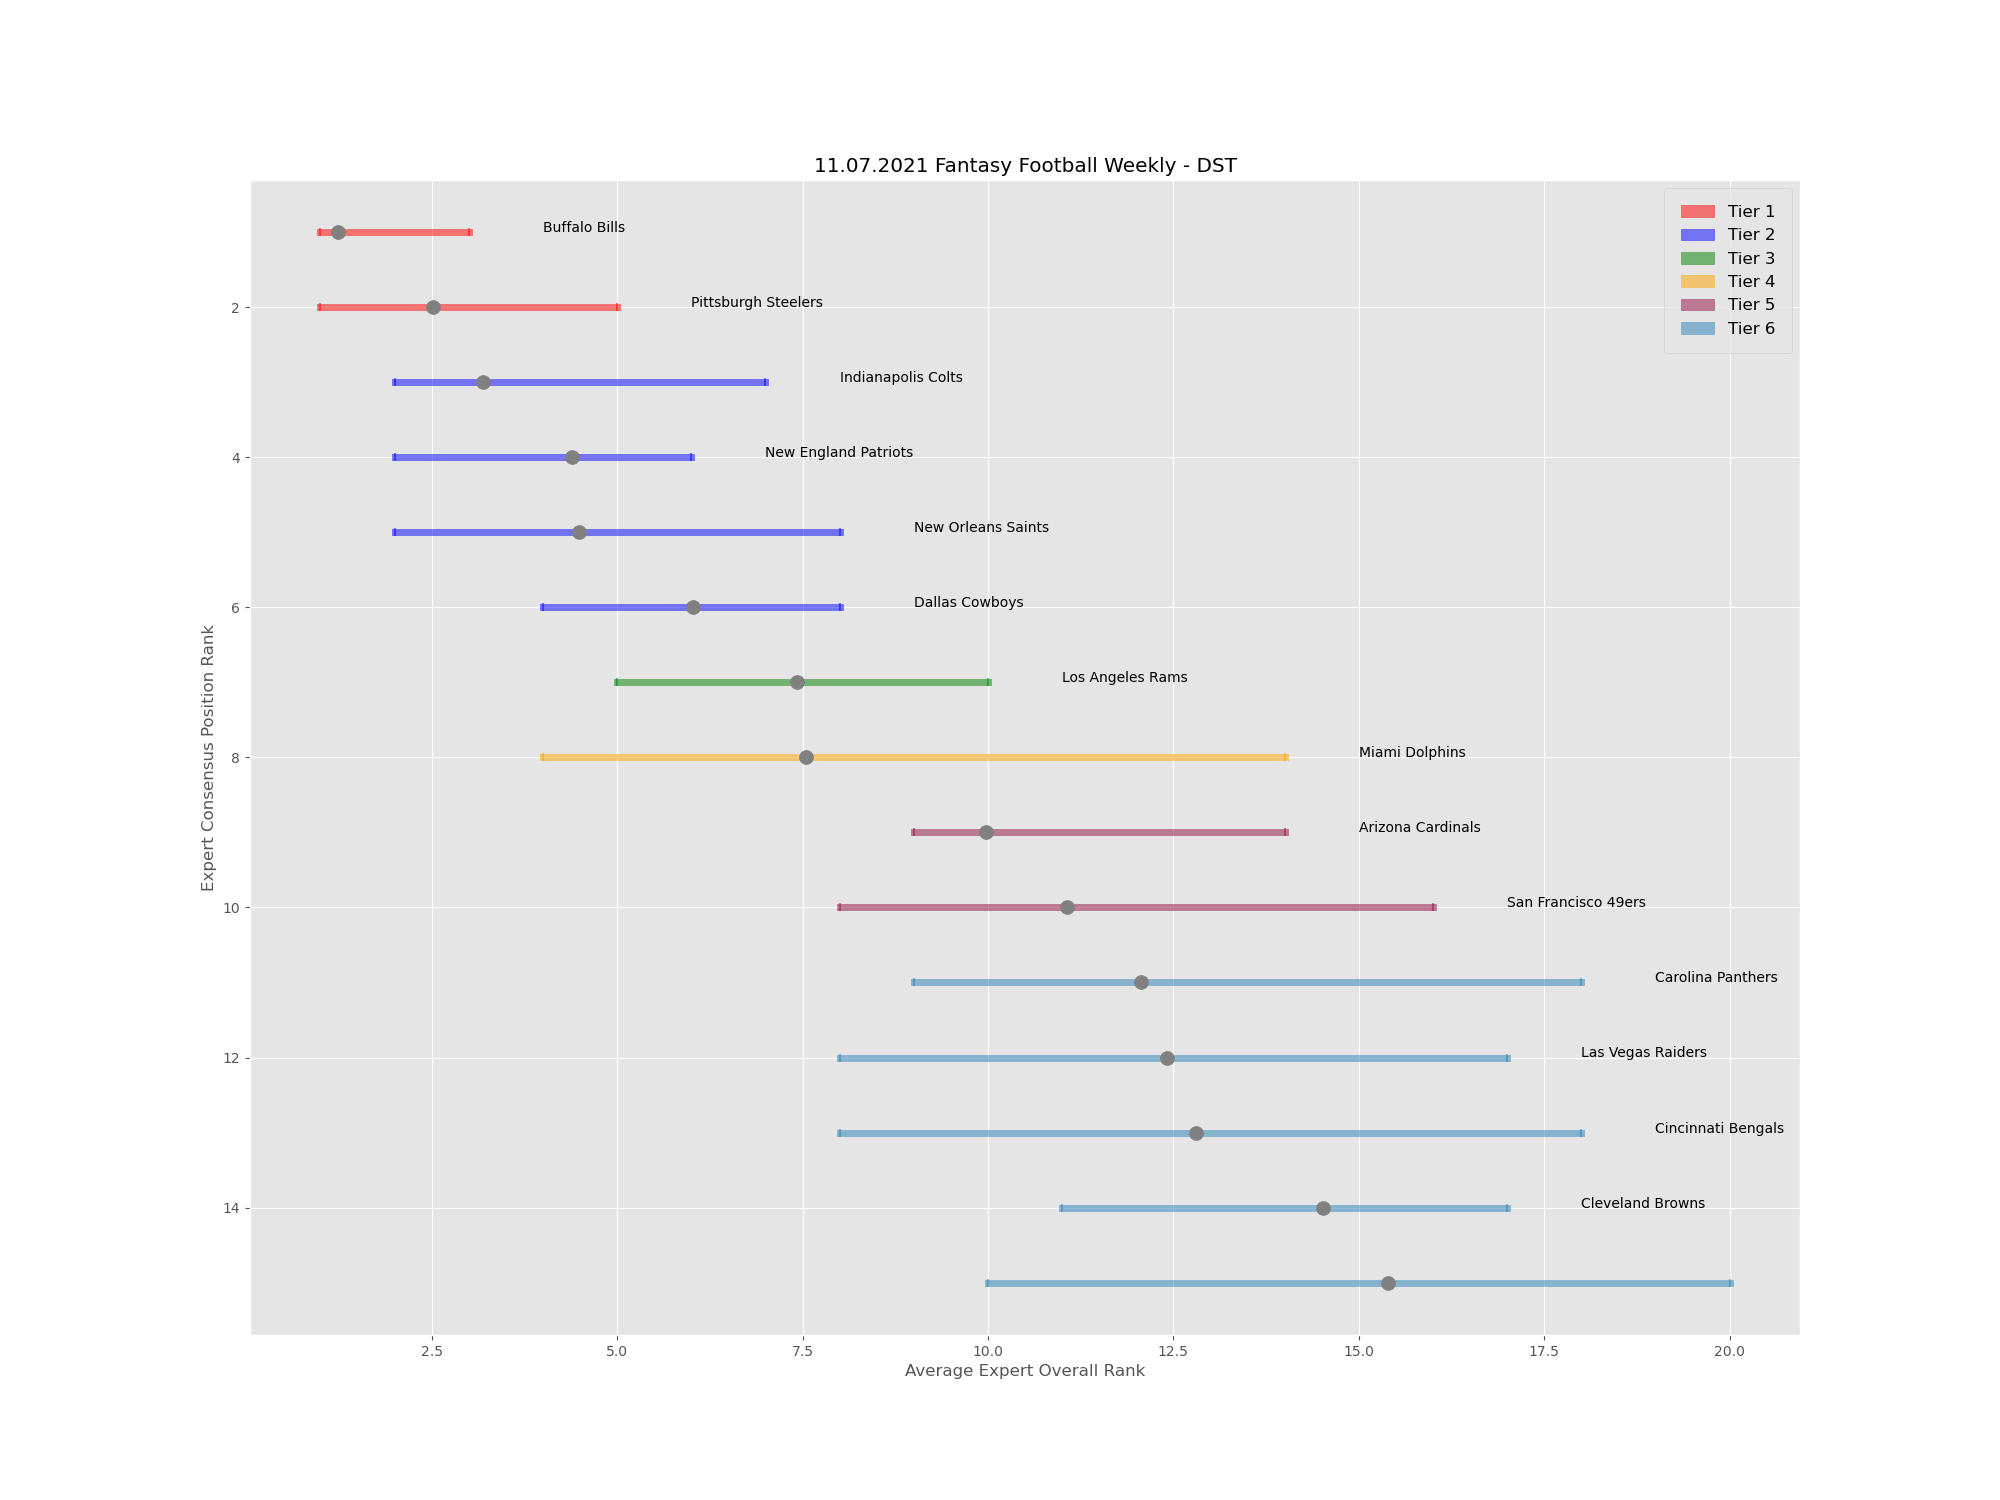 11.07.2021 Fantasy Football Weekly - DST
Tier 1
Tier 2
Tier 3
Tier 4
Tier 5
Tier 6
Buffalo Bills
Pittsburgh Steelers
Indianapolis Colts
New England Patriots
New Orleans Saints
Dallas Cowboys
Los Angeles Rams
Miami Dolphins
Arizona Cardinals
San Francisco 49ers
Carolina Panthers
Las Vegas Raiders
Cincinnati Bengals
Cleveland Browns
Expert Consensus Position Rank
2
4
6
8
10
12
14
2.5 5.0 7.5 10.0 12.5 15.0 17.5 20.0
Average Expert Overall Rank